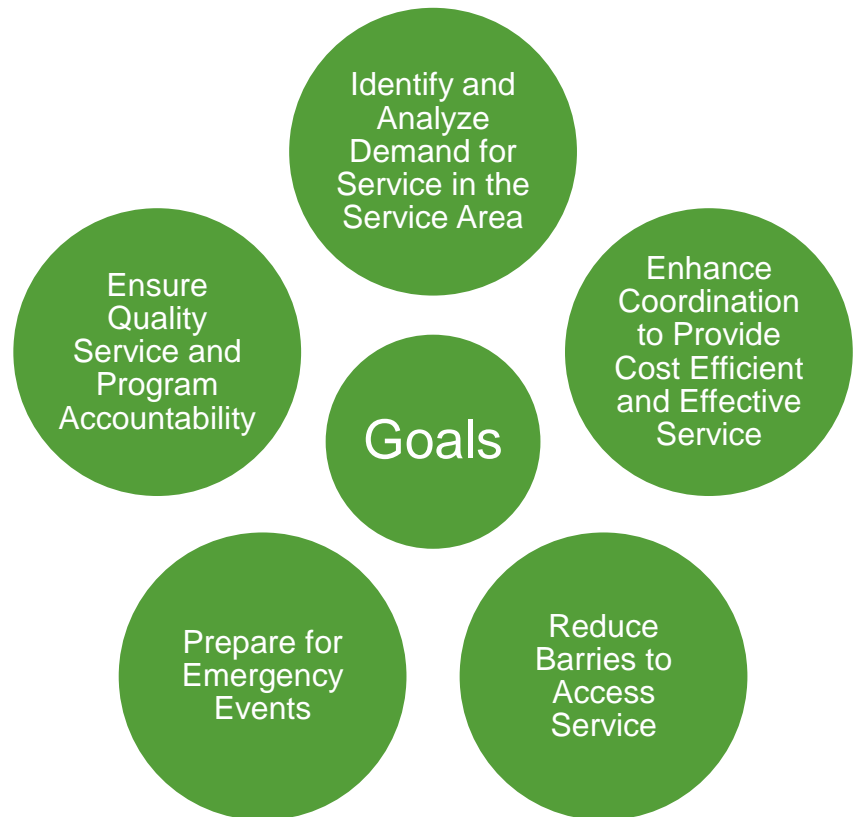 Identify and
Analyze
Demand for
Service in the
Service Area
Enhance
Coordination
to Provide
Cost Efficient
and Effective
Service
Reduce
Barries to
Access
Service
Prepare for
Emergency
Events
Ensure
Quality
Service and
Program
Accountability
Goals